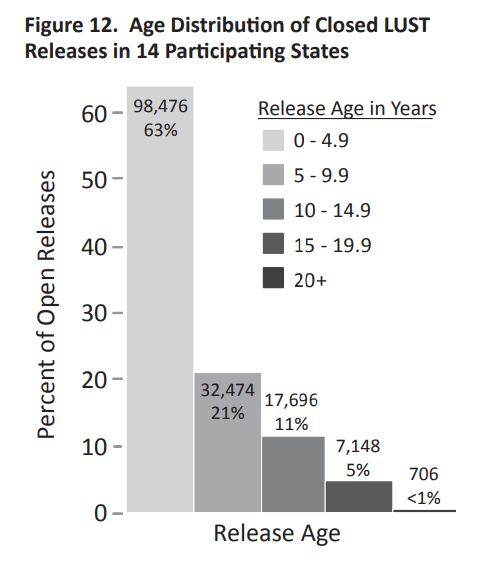 Figure 12. Age Distribution of Closed LUST
Releases in 14 Participating States
Percent of Open Releases
60
50
40
30
20
10
0
98,476
63%
32,474
21%
17,696
11%
7,148
5%
706
<1%
Release Age in Years
0 - 4.9
5 - 9.9
10 - 14.9
15 - 19.9
20+
Release Age